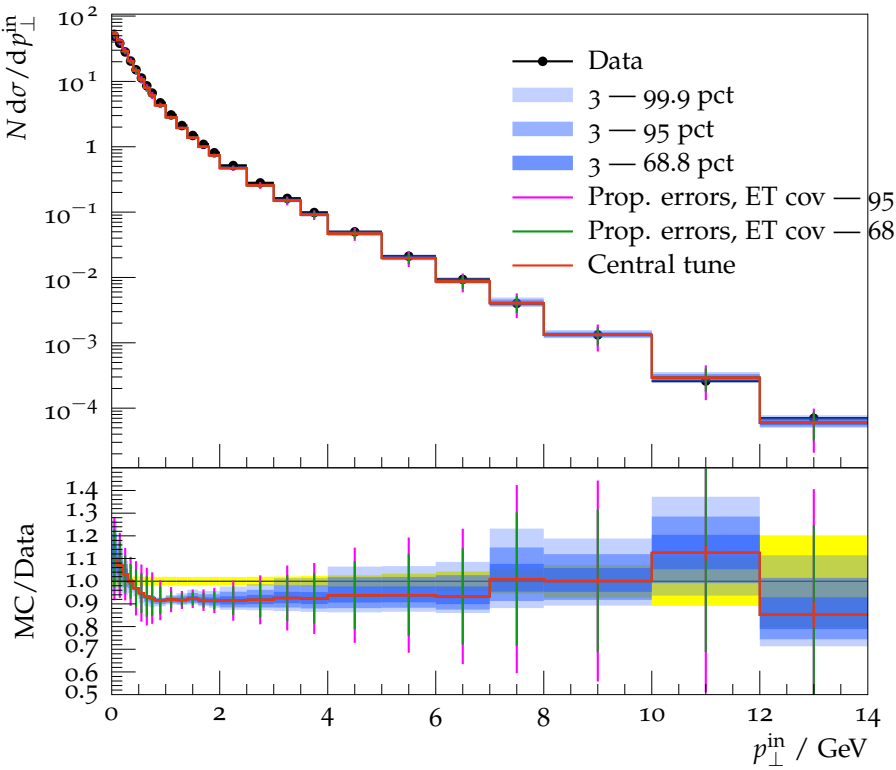 N dσ/dp⊥^in
10^2
10^1
1
10^−1
10^−2
10^−3
10^−4
Data
3 — 99.9 pct
3 — 95 pct
3 — 68.8 pct
Prop. errors, ET cov — 95
Prop. errors, ET cov — 68
Central tune
MC/Data
1.4
1.3
1.2
1.1
1.0
0.9
0.8
0.7
0.6
0.5
0 2 4 6 8 10 12 14
p⊥^in / GeV